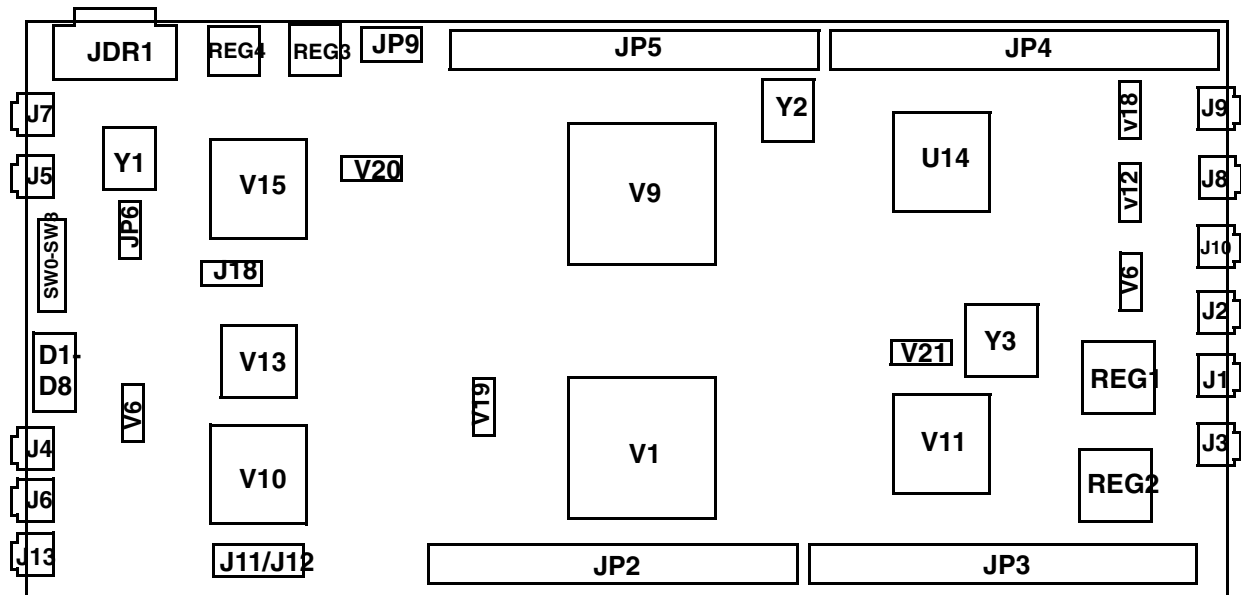 JDR1
REG4
REG3
JP9
JP5
JP4
J7
Y1
V15
V20
V9
Y2
U14
v18
J9
J5
JP6
v12
J8
SW0-SW3
J18
V6
J10
D1-
D8
V13
V21
Y3
REG1
J2
J1
V6
V19
J4
V10
V1
V11
REG2
J3
J6
J13
J11/J12
JP2
JP3